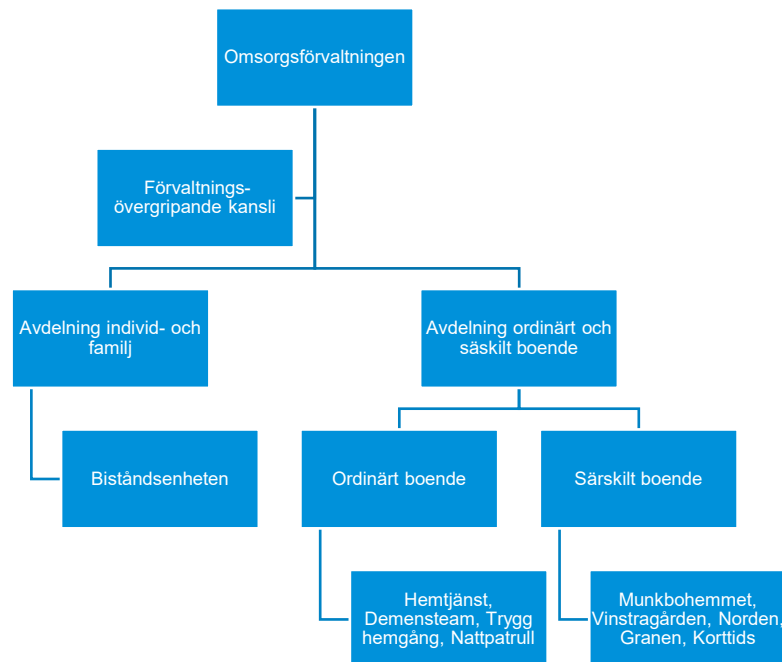 Omsorgsförvaltningen
Förvaltnings-
övergripande kansli
Avdelning individ- och
familj
Avdelning ordinärt och
säskilt boende
Biståndsenheten
Ordinärt boende
Särskilt boende
Hemtjänst,
Demensteam, Trygg
hemgång, Nattpatrull
Munkbohemmet,
Vinstragården, Norden,
Granen, Korttids